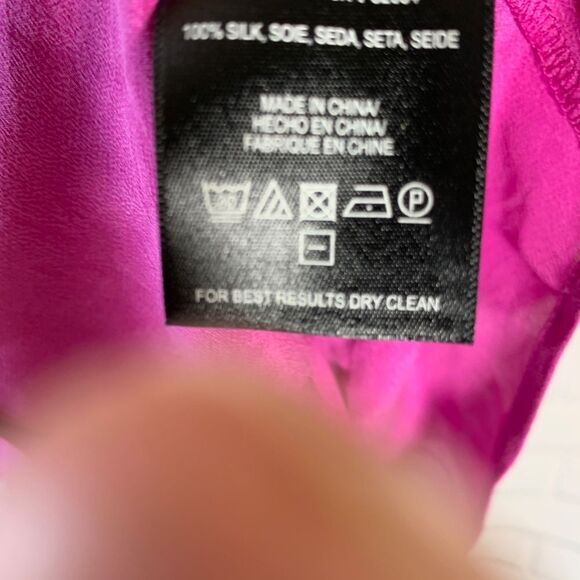 100% SILK, SOIE, SEDA, SETA, SEIDE
MADE IN CHINA/
HECHO EN CHINA/
FABRIQUE EN CHINE
P
FOR BEST RESULTS DRY CLEAN